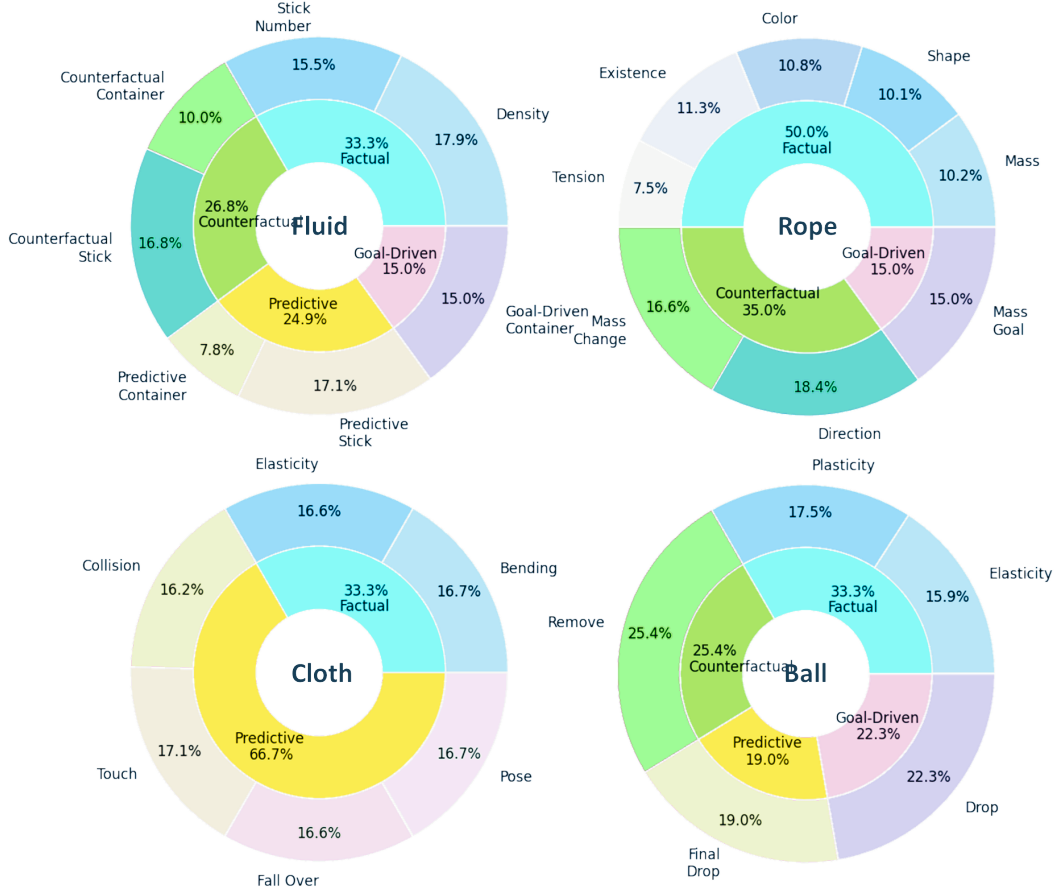 Stick
Number
15.5%
Counterfactual
Container
10.0%
Density
17.9%
33.3%
Factual
26.8%
Counterfactual
Fluid
Counterfactual
Stick
16.8%
Goal-Driven
15.0%
15.0%
Goal-Driven
Container
Predictive
24.9%
7.8%
Predictive
Container
17.1%
Predictive
Stick
Color
10.8%
Shape
10.1%
Existence
11.3%
50.0%
Factual
Mass
10.2%
Tension
7.5%
Rope
Goal-Driven
15.0%
15.0%
Mass
Goal
Counterfactual
35.0%
16.6%
Mass
Change
18.4%
Direction
Elasticity
16.6%
Collision
16.2%
Bending
16.7%
33.3%
Factual
Cloth
Predictive
66.7%
17.1%
Touch
16.7%
Pose
16.6%
Fall Over
Plasticity
17.5%
Elasticity
15.9%
33.3%
Factual
Remove
25.4%
25.4%
Counterfactual
Ball
Goal-Driven
22.3%
Predictive
19.0%
22.3%
Drop
19.0%
Final
Drop